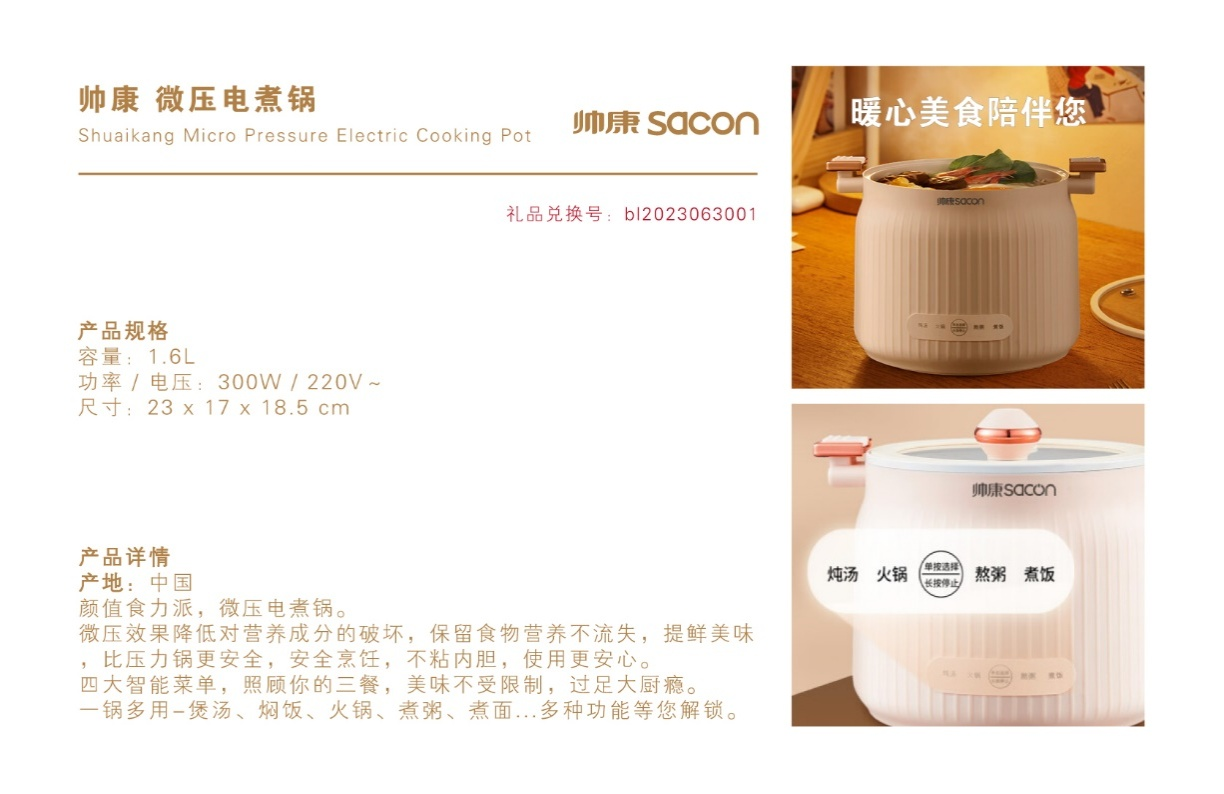 帅康 微压电煮锅
Shuaikang Micro Pressure Electric Cooking Pot
帅康 sacon
礼品兑换号：bl2023063001
产品规格
容量：1.6L
功率 / 电压：300W / 220V~
尺寸：23 x 17 x 18.5 cm
产品详情
产地：中国
颜值食力派，微压电煮锅。
微压效果降低对营养成分的破坏，保留食物营养不流失，提鲜美味
，比压力锅更安全，安全烹饪，不粘内胆，使用更安心。
四大智能菜单，照顾你的三餐，美味不受限制，过足大厨瘾。
一锅多用–煲汤、焖饭、火锅、煮粥、煮面...多种功能等您解锁。
暖心美食陪伴您
帅康sacon
帅康sacon
炖汤 火锅 单按选择 长按停止 熬粥 煮饭